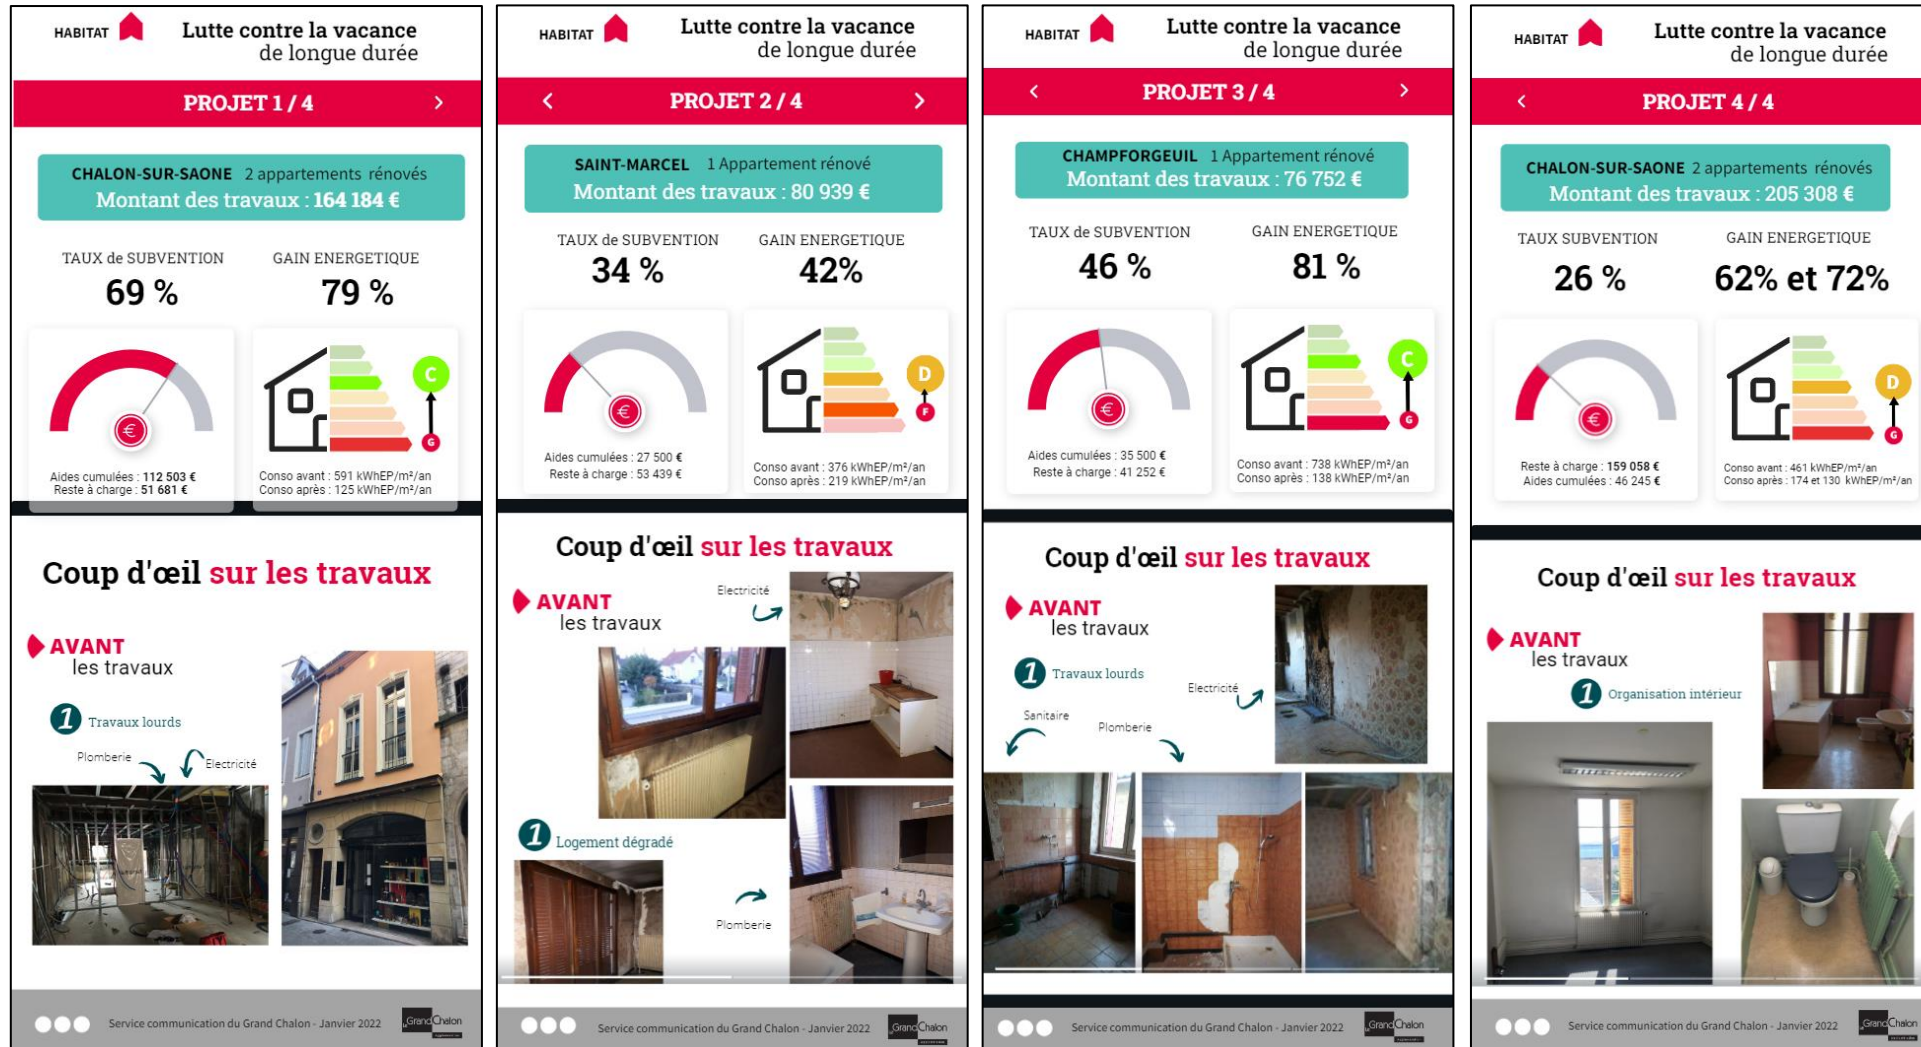 HABITAT
Lutte contre la vacance
de longue durée
PROJET 1 / 4
CHALON-SUR-SAONE 2 appartements rénovés
Montant des travaux : 164 184 €
TAUX de SUBVENTION
69 %
GAIN ENERGETIQUE
79 %
€
Aides cumulées : 112 503 €
Reste à charge : 51 681 €
C
G
Conso avant : 591 kWhEP/m²/an
Conso après : 125 kWhEP/m²/an
Coup d'œil sur les travaux
AVANT
les travaux
1 Travaux lourds
Plomberie
Electricité
Service communication du Grand Chalon - Janvier 2022
le Grand Chalon
HABITAT
Lutte contre la vacance
de longue durée
PROJET 2 / 4
SAINT-MARCEL 1 Appartement rénové
Montant des travaux : 80 939 €
TAUX de SUBVENTION
34 %
GAIN ENERGETIQUE
42%
€
Aides cumulées : 27 500 €
Reste à charge : 53 439 €
D
F
Conso avant : 376 kWhEP/m²/an
Conso après : 219 kWhEP/m²/an
Coup d'œil sur les travaux
AVANT
les travaux
Electricité
1 Logement dégradé
Plomberie
Service communication du Grand Chalon - Janvier 2022
le Grand Chalon
HABITAT
Lutte contre la vacance
de longue durée
PROJET 3 / 4
CHAMPFORGEUIL 1 Appartement rénové
Montant des travaux : 76 752 €
TAUX de SUBVENTION
46 %
GAIN ENERGETIQUE
81 %
€
Aides cumulées : 35 500 €
Reste à charge : 41 252 €
C
G
Conso avant : 738 kWhEP/m²/an
Conso après : 138 kWhEP/m²/an
Coup d'œil sur les travaux
AVANT
les travaux
1 Travaux lourds
Electricité
Sanitaire
Plomberie
Service communication du Grand Chalon - Janvier 2022
le Grand Chalon
HABITAT
Lutte contre la vacance
de longue durée
PROJET 4 / 4
CHALON-SUR-SAONE 2 appartements rénovés
Montant des travaux : 205 308 €
TAUX SUBVENTION
26 %
GAIN ENERGETIQUE
62% et 72%
€
Reste à charge : 159 058 €
Aides cumulées : 46 245 €
D
G
Conso avant : 461 kWhEP/m²/an
Conso après : 174 et 130 kWhEP/m²/an
Coup d'œil sur les travaux
AVANT
les travaux
1 Organisation intérieur
Service communication du Grand Chalon - Janvier 2022
le Grand Chalon